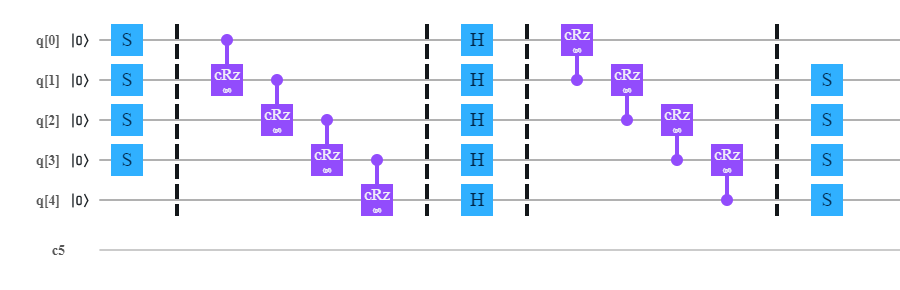 q[0] |0⟩ S H cRz
q[1] |0⟩ S cRz H cRz S
q[2] |0⟩ S cRz H cRz S
q[3] |0⟩ S cRz H cRz S
q[4] |0⟩ cRz H S
c5